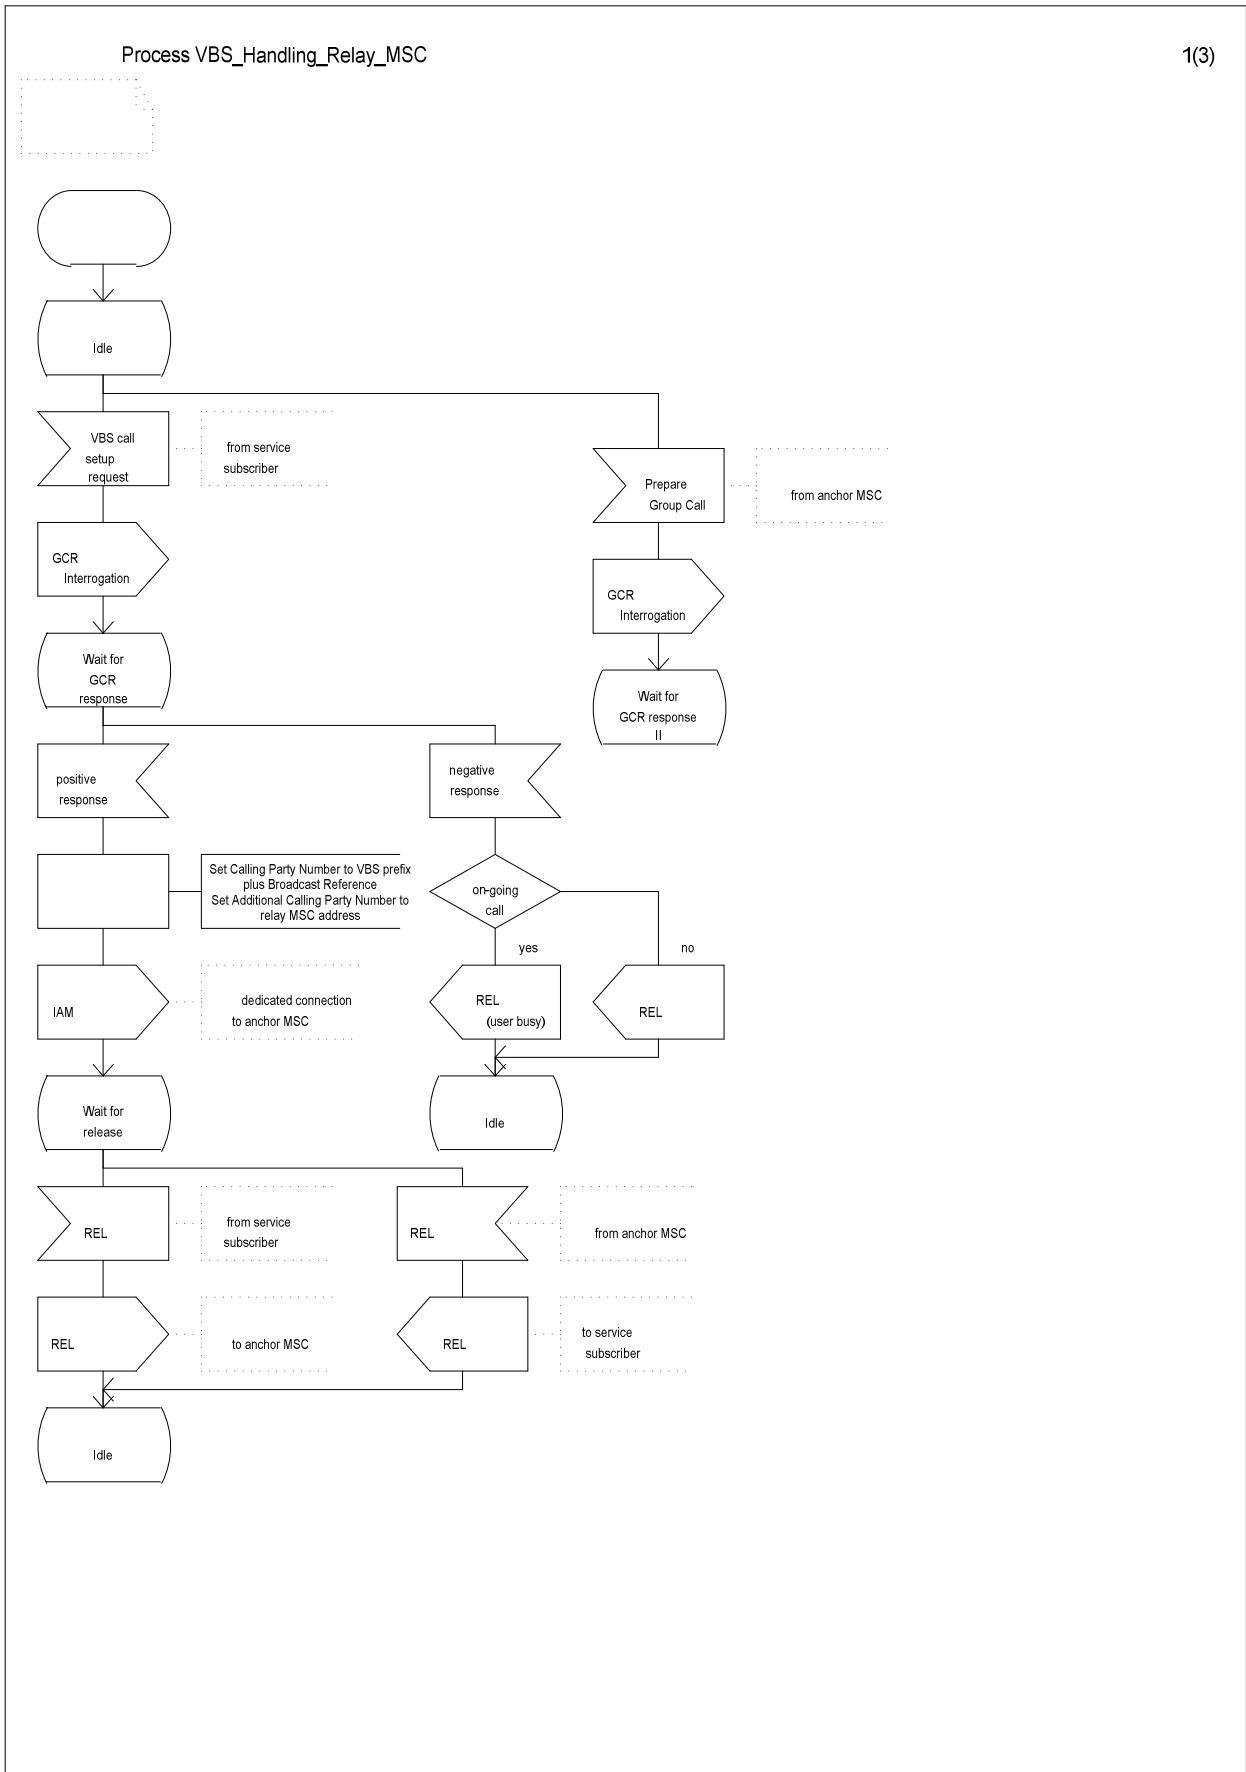 Process VBS_Handling_Relay_MSC
1(3)
Idle
VBS call
setup
request
from service
subscriber
Prepare
Group Call
from anchor MSC
GCR
Interrogation
GCR
Interrogation
Wait for
GCR
response
Wait for
GCR response
II
positive
response
negative
response
Set Calling Party Number to VBS prefix
plus Broadcast Reference
Set Additional Calling Party Number to
relay MSC address
on-going
call
yes
no
IAM
dedicated connection
to anchor MSC
REL
(user busy)
REL
Wait for
release
Idle
REL
from service
subscriber
REL
from anchor MSC
REL
to anchor MSC
REL
to service
subscriber
Idle